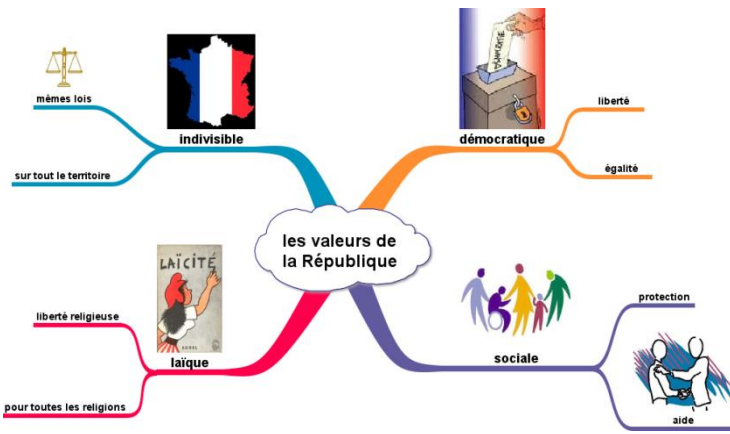 mêmes lois
sur tout le territoire
indivisible
DÉMOCRATIE
démocratique
liberté
égalité
les valeurs de
la République
LAÏCITÉ
liberté religieuse
pour toutes les religions
laïque
sociale
protection
aide